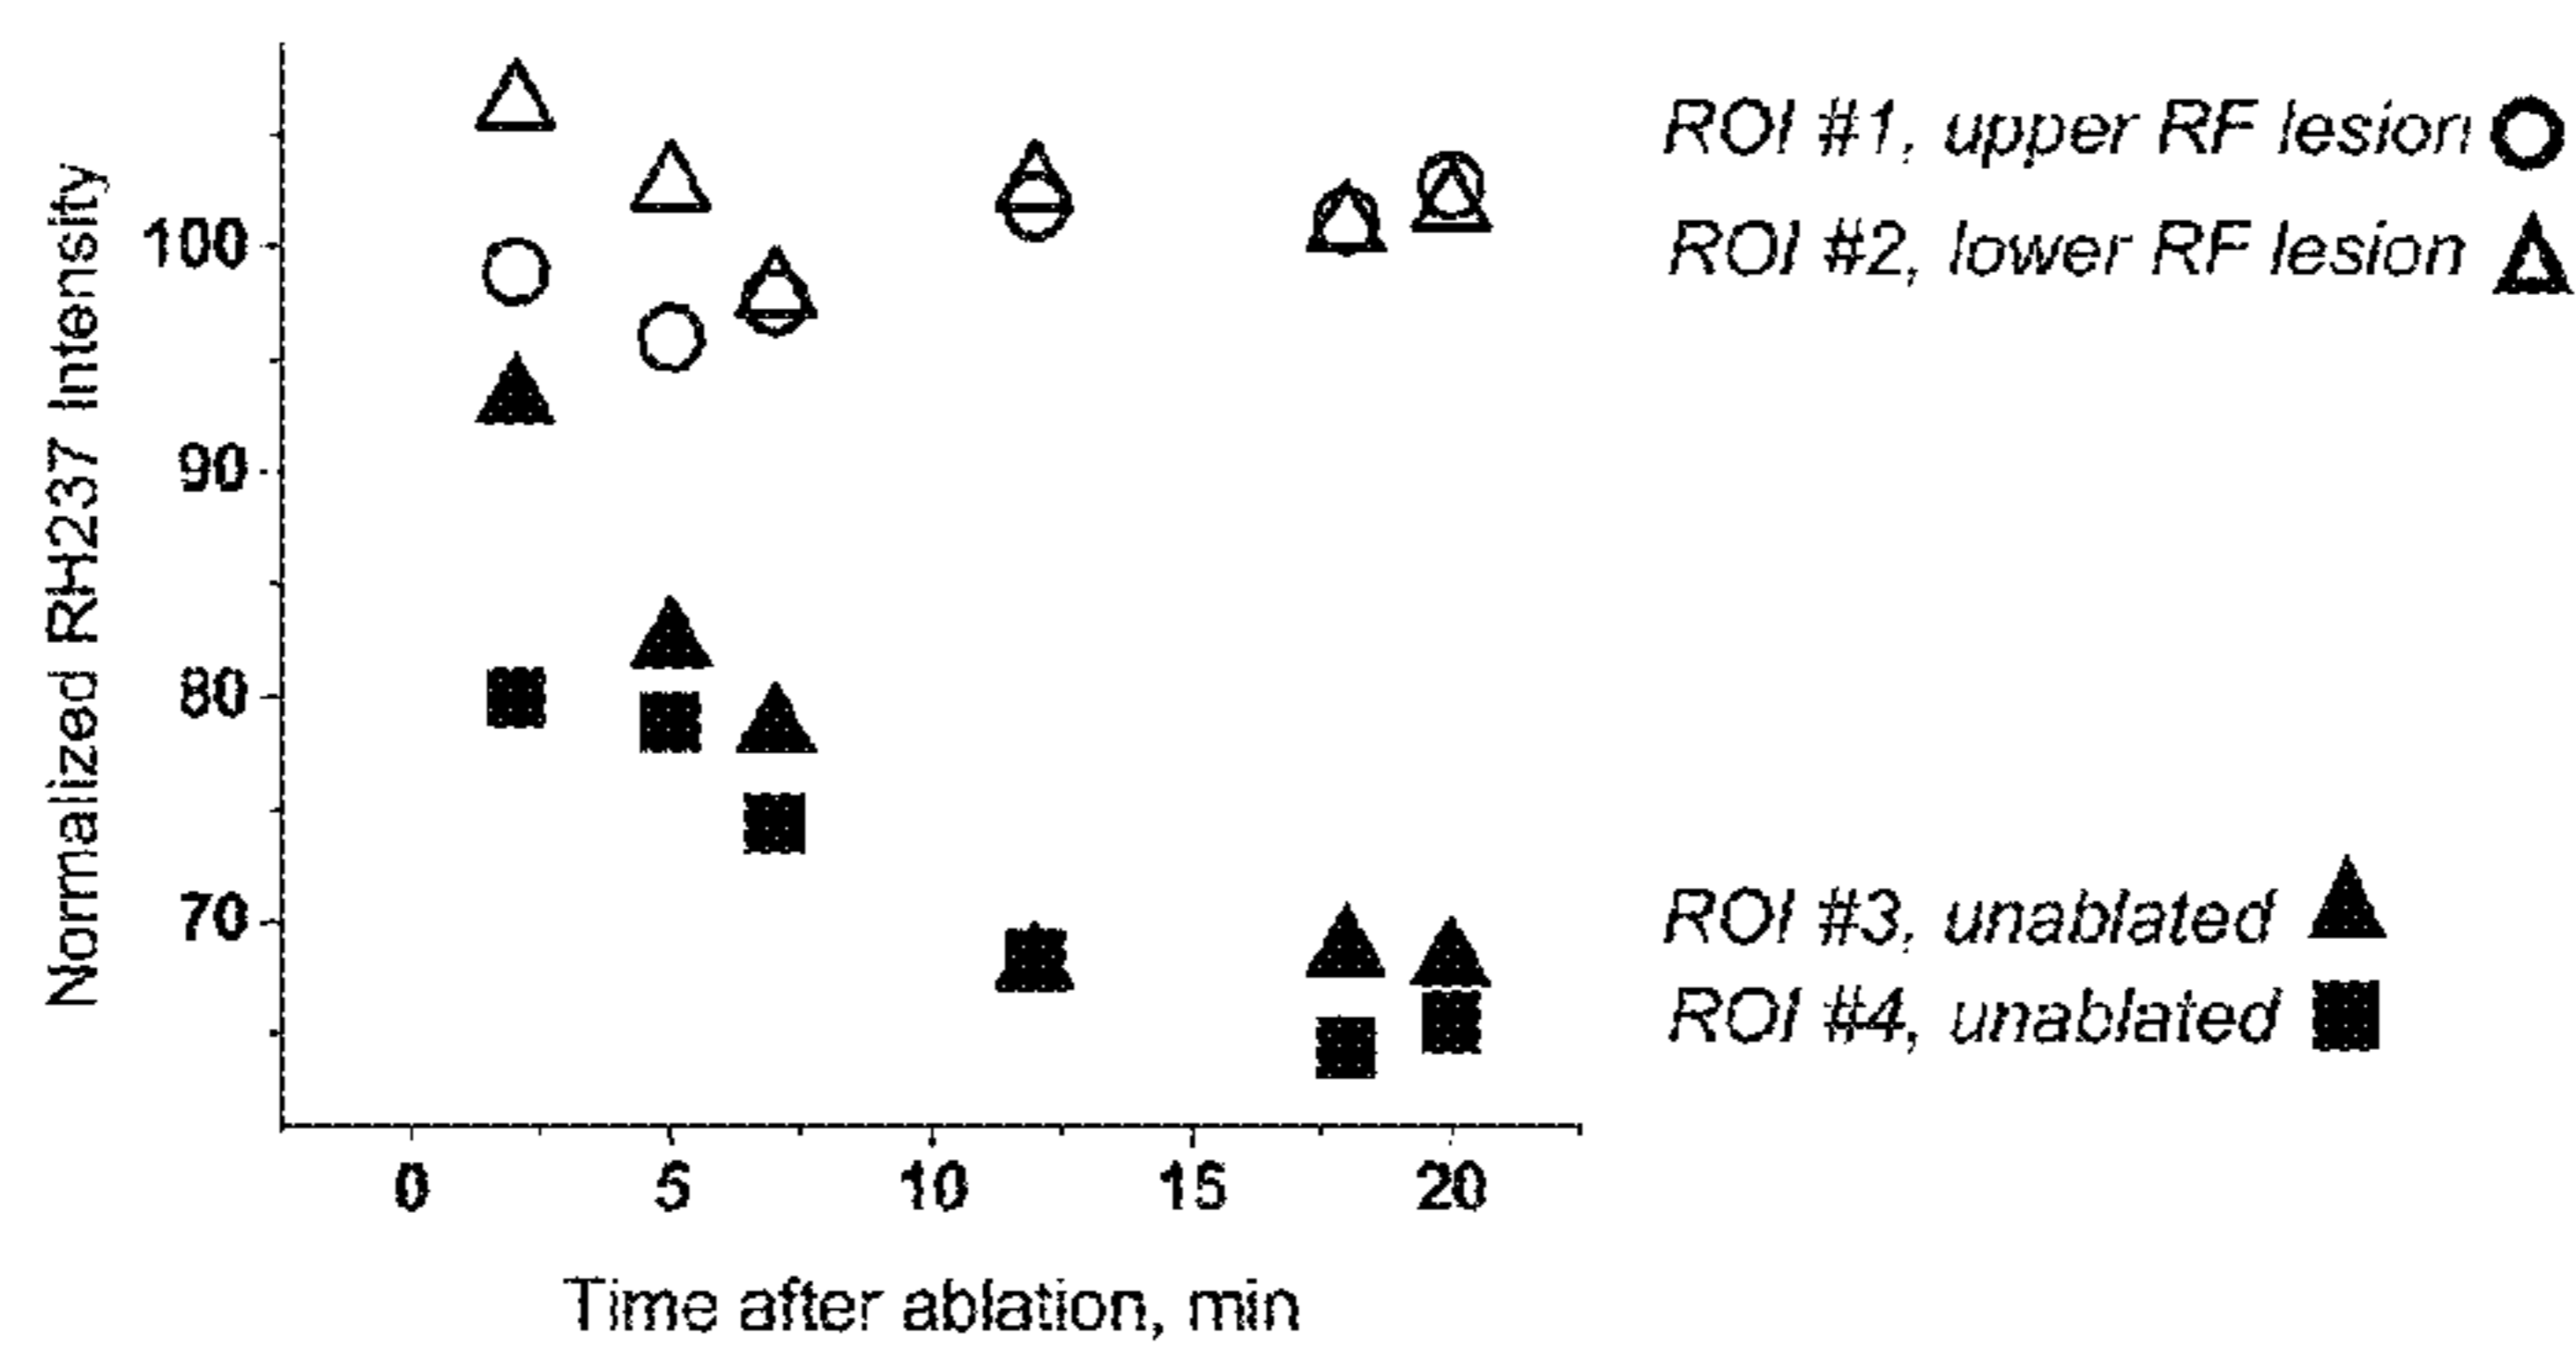 Normalized RH237 Intensity
100
90
80
70
0 5 10 15 20
Time after ablation, min
ROI #1, upper RF lesion
ROI #2, lower RF lesion
ROI #3, unablated
ROI #4, unablated